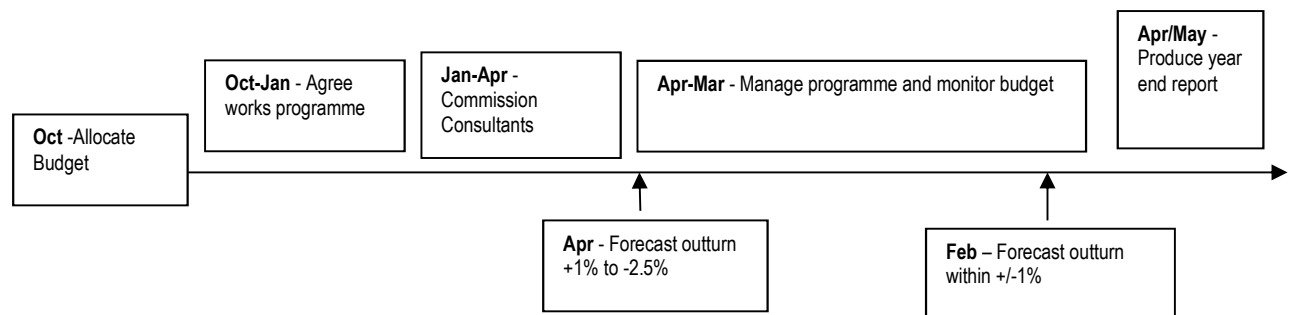 Oct -Allocate
Budget
Oct-Jan - Agree
works programme
Jan-Apr -
Commission
Consultants
Apr-Mar - Manage programme and monitor budget
Apr/May -
Produce year
end report
Apr - Forecast outturn
+1% to -2.5%
Feb – Forecast outturn
within +/-1%